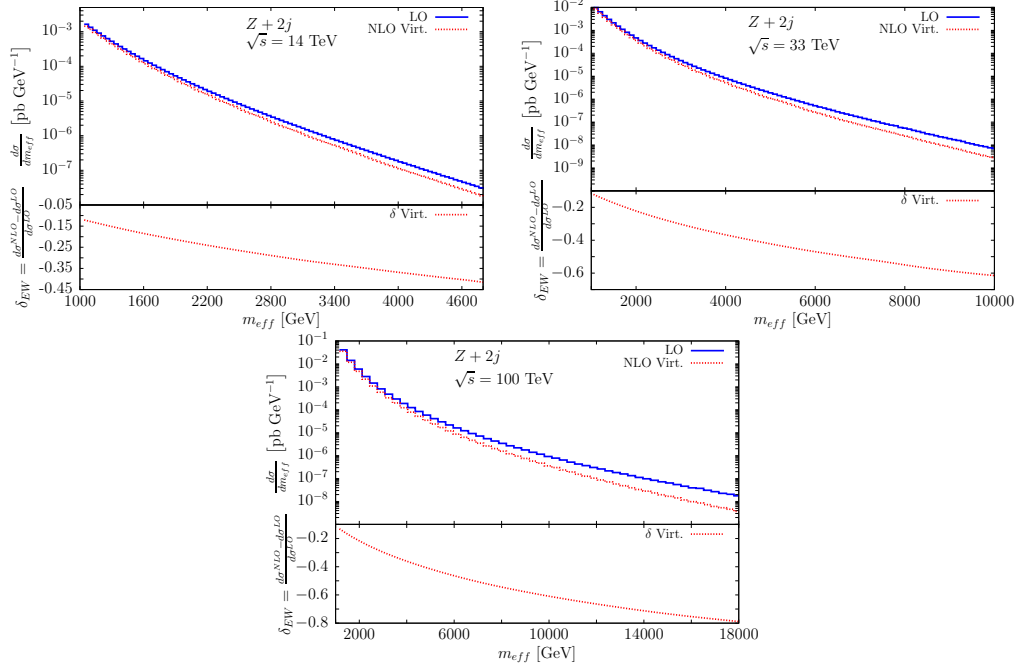 Z + 2j
√s = 14 TeV
LO
NLO Virt.
10⁻³
10⁻⁴
10⁻⁵
10⁻⁶
10⁻⁷
dσ/dm_eff [pb GeV⁻¹]
δ Virt.
-0.05
-0.15
-0.25
-0.35
-0.45
δ_EW = (dσ^NLO − dσ^LO)/dσ^LO
1000 1600 2200 2800 3400 4000 4600
m_eff [GeV]
Z + 2j
√s = 33 TeV
LO
NLO Virt.
10⁻²
10⁻³
10⁻⁴
10⁻⁵
10⁻⁶
10⁻⁷
10⁻⁸
10⁻⁹
dσ/dm_eff [pb GeV⁻¹]
δ Virt.
−0.2
−0.4
−0.6
δ_EW = (dσ^NLO − dσ^LO)/dσ^LO
2000 4000 6000 8000 10000
m_eff [GeV]
Z + 2j
√s = 100 TeV
LO
NLO Virt.
10⁻¹
10⁻²
10⁻³
10⁻⁴
10⁻⁵
10⁻⁶
10⁻⁷
10⁻⁸
dσ/dm_eff [pb GeV⁻¹]
δ Virt.
−0.2
−0.4
−0.6
−0.8
δ_EW = (dσ^NLO − dσ^LO)/dσ^LO
2000 6000 10000 14000 18000
m_eff [GeV]